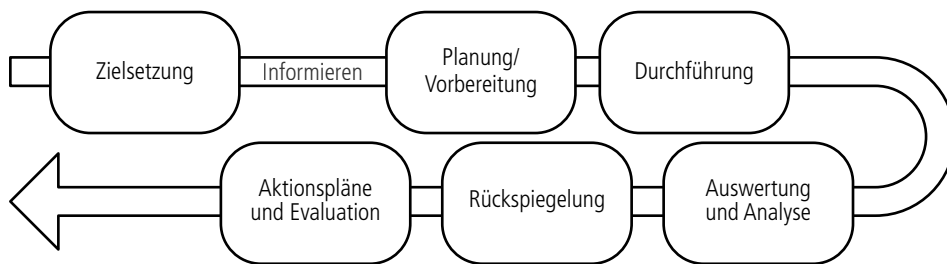 Zielsetzung
Informieren
Planung/
Vorbereitung
Durchführung
Auswertung
und Analyse
Rückspiegelung
Aktionspläne
und Evaluation